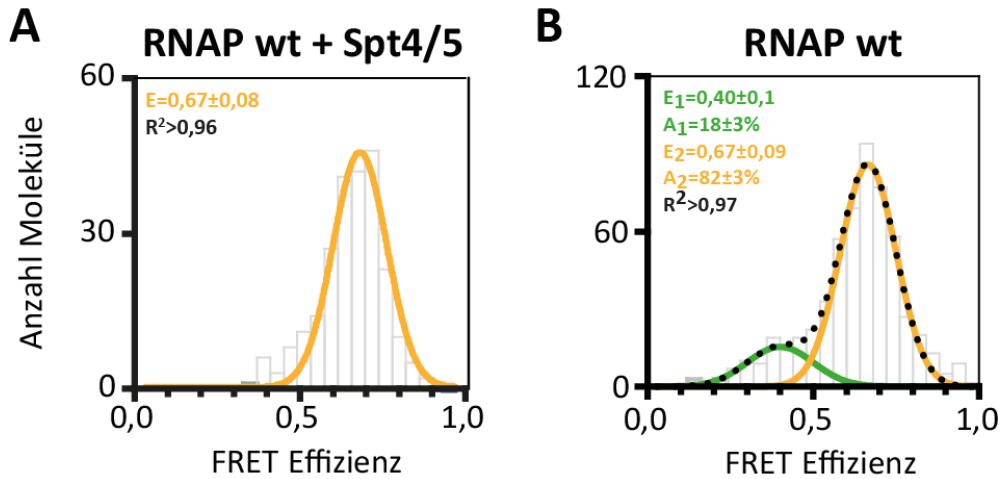 A
RNAP wt + Spt4/5
60
30
0
Anzahl Moleküle
E=0,67±0,08
R²>0,96
0,0
0,5
1,0
FRET Effizienz
B
RNAP wt
120
60
0
E₁=0,40±0,1
A₁=18±3%
E₂=0,67±0,09
A₂=82±3%
R²>0,97
0,0
0,5
1,0
FRET Effizienz